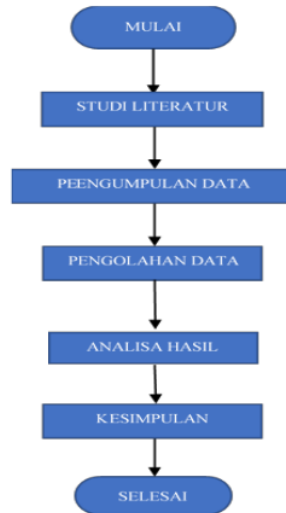 MULAI
STUDI LITERATUR
PEENGUMPULAN DATA
PENGOLAHAN DATA
ANALISA HASIL
KESIMPULAN
SELESAI